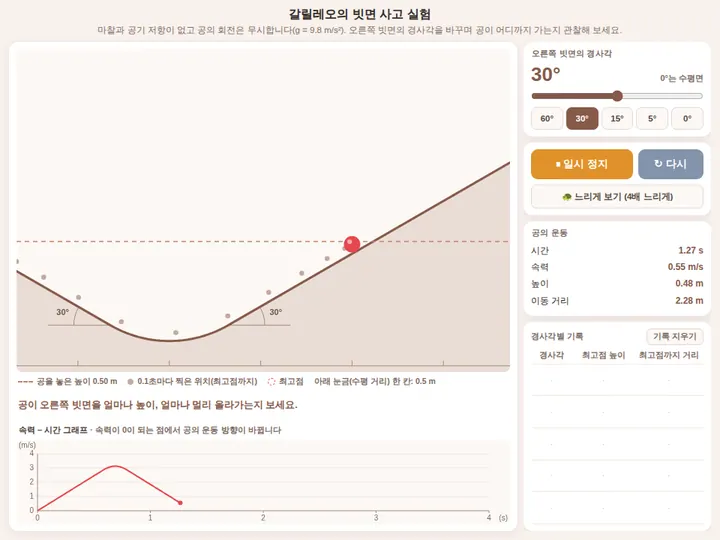 갈릴레오의 빗면 사고 실험
마찰과 공기 저항이 없고 공의 회전은 무시합니다(g = 9.8 m/s²). 오른쪽 빗면의 경사각을 바꾸며 공이 어디까지 가는지 관찰해 보세요.
30°
30°
공을 놓은 높이 0.50 m
0.1초마다 찍은 위치(최고점까지)
최고점
아래 눈금(수평 거리) 한 칸: 0.5 m
공이 오른쪽 빗면을 얼마나 높이, 얼마나 멀리 올라가는지 보세요.
속력 – 시간 그래프 · 속력이 0이 되는 점에서 공의 운동 방향이 바뀝니다
(m/s)
4
3
2
1
0
0 1 2 3 4 (s)
오른쪽 빗면의 경사각
30° 0°는 수평면
60° 30° 15° 5° 0°
⏸ 일시 정지 ↻ 다시
🐢 느리게 보기 (4배 느리게)
공의 운동
시간 1.27 s
속력 0.55 m/s
높이 0.48 m
이동 거리 2.28 m
경사각별 기록 기록 지우기
경사각 최고점 높이 최고점까지 거리
- - -
- - -
- - -
- - -
- - -